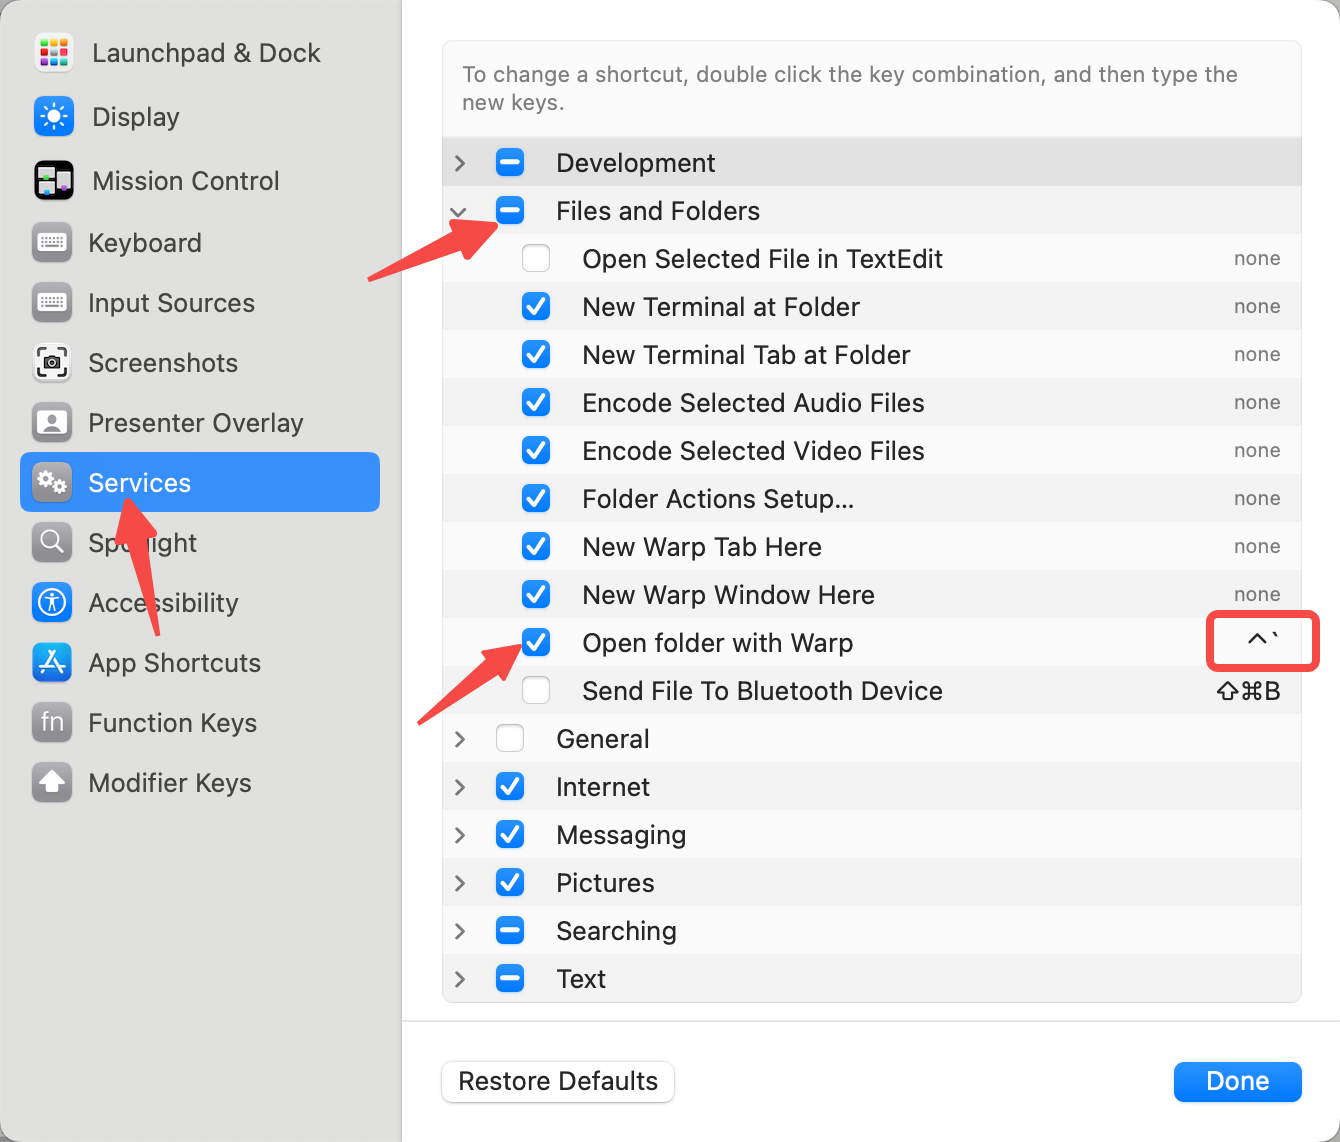 Launchpad & Dock
Display
Mission Control
Keyboard
Input Sources
Screenshots
Presenter Overlay
Services
Spotlight
Accessibility
App Shortcuts
fn Function Keys
Modifier Keys
To change a shortcut, double click the key combination, and then type the
new keys.
Development
Files and Folders
Open Selected File in TextEdit none
New Terminal at Folder none
New Terminal Tab at Folder none
Encode Selected Audio Files none
Encode Selected Video Files none
Folder Actions Setup... none
New Warp Tab Here none
New Warp Window Here none
Open folder with Warp ^`
Send File To Bluetooth Device ⇧⌘B
General
Internet
Messaging
Pictures
Searching
Text
Restore Defaults
Done